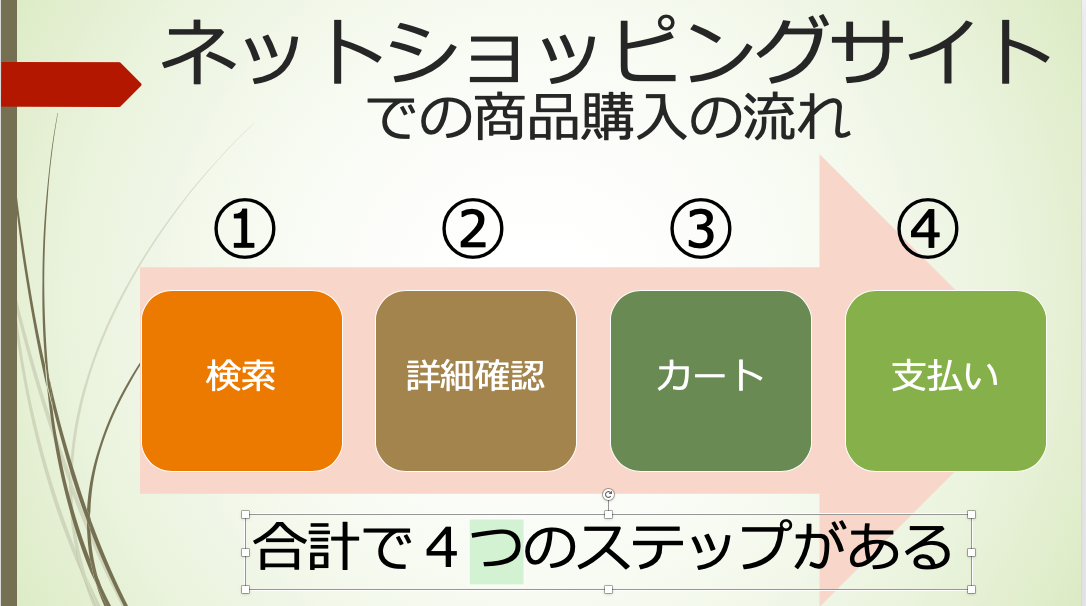 ネットショッピングサイト
での商品購入の流れ
① ② ③ ④
検索 詳細確認 カート 支払い
合計で４つのステップがある